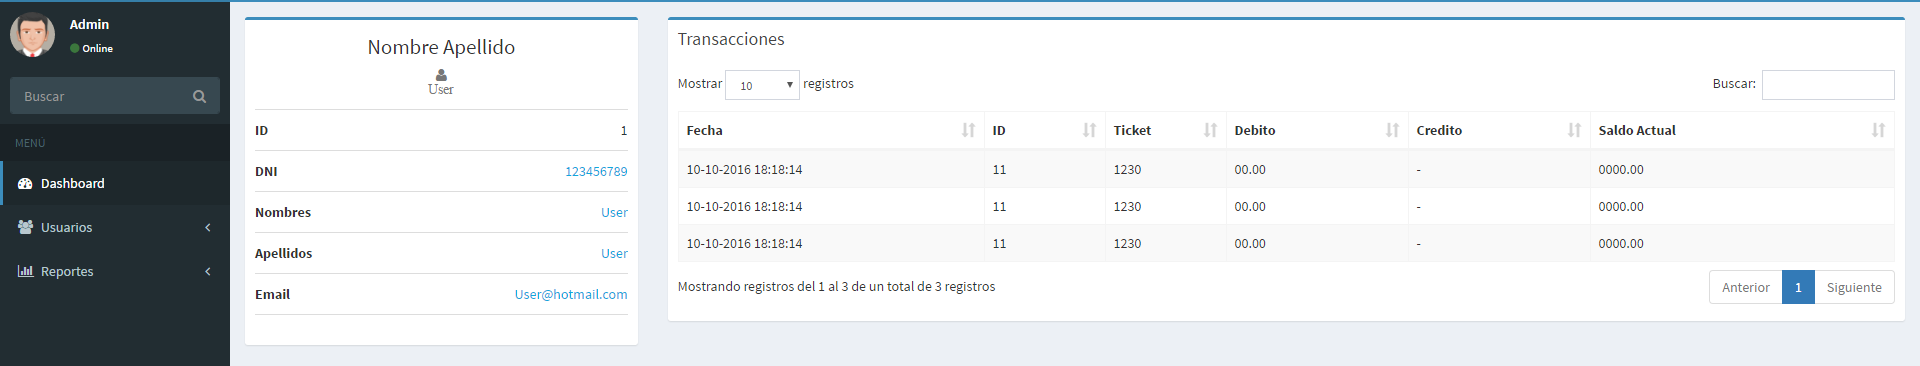 Admin
Online
Buscar
MENÚ
Dashboard
Usuarios
Reportes
Nombre Apellido
User
ID 1
DNI 123456789
Nombres User
Apellidos User
Email User@hotmail.com
Transacciones
Mostrar 10 registros Buscar:
Fecha ID Ticket Debito Credito Saldo Actual
10-10-2016 18:18:14 11 1230 00.00 - 0000.00
10-10-2016 18:18:14 11 1230 00.00 - 0000.00
10-10-2016 18:18:14 11 1230 00.00 - 0000.00
Mostrando registros del 1 al 3 de un total de 3 registros Anterior 1 Siguiente